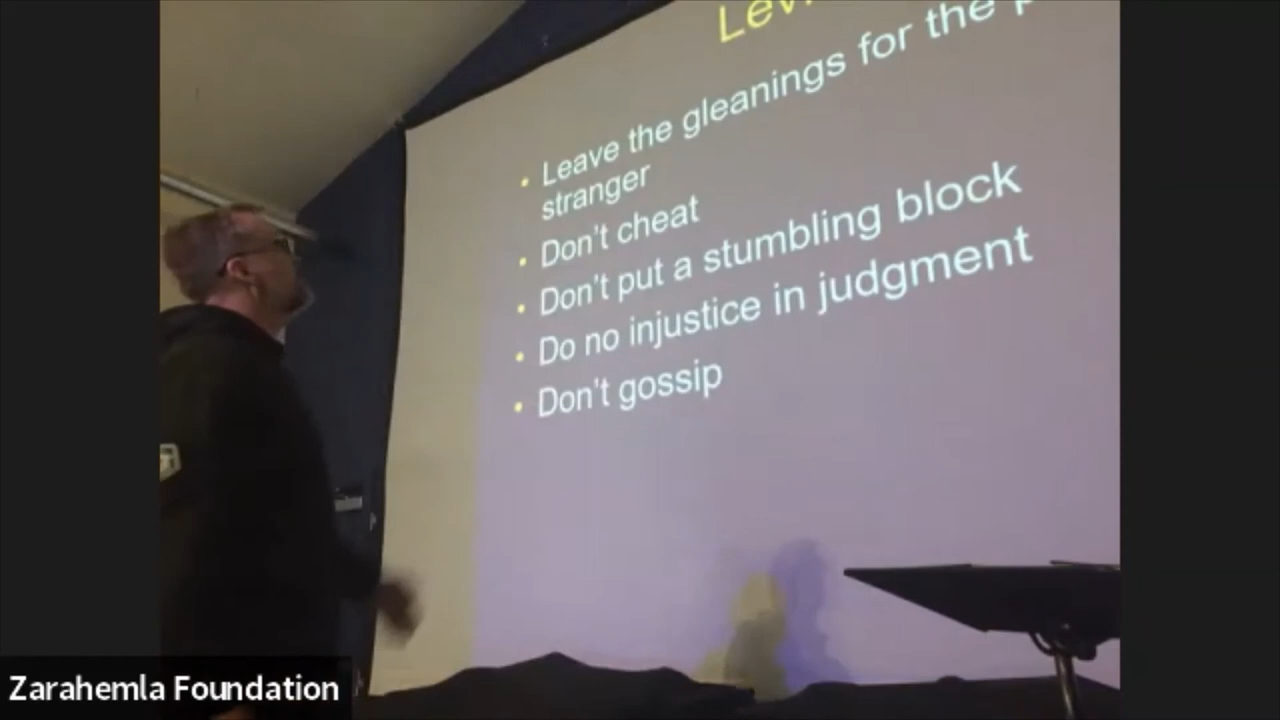 Leave the gleanings for the
stranger
Don't cheat
Don't put a stumbling block
Do no injustice in judgment
Don't gossip
Zarahemla Foundation